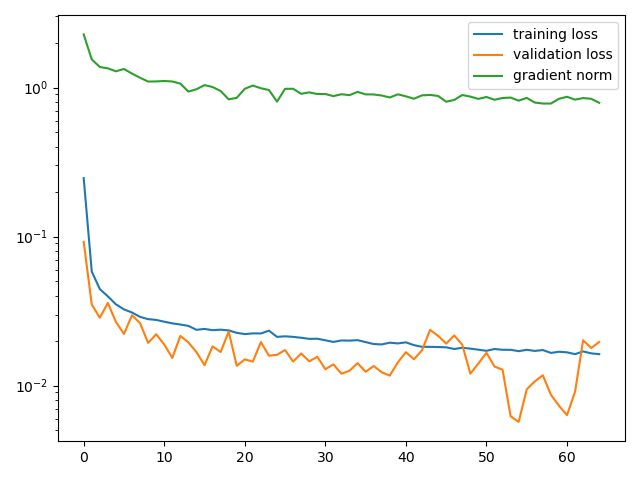 training loss
validation loss
gradient norm
10⁰
10⁻¹
10⁻²
0 10 20 30 40 50 60